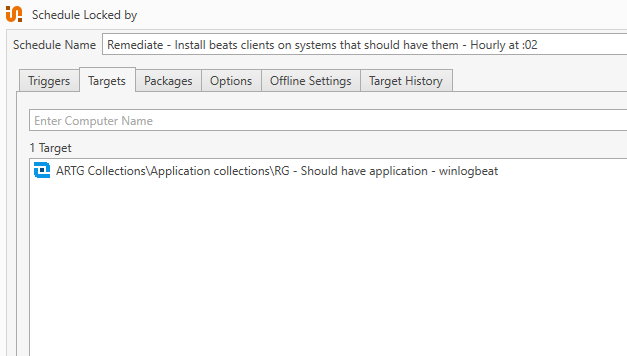 Schedule Locked by
Schedule Name Remediate - Install beats clients on systems that should have them - Hourly at :02
Triggers Targets Packages Options Offline Settings Target History
Enter Computer Name
1 Target
ARTG Collections\Application collections\RG - Should have application - winlogbeat